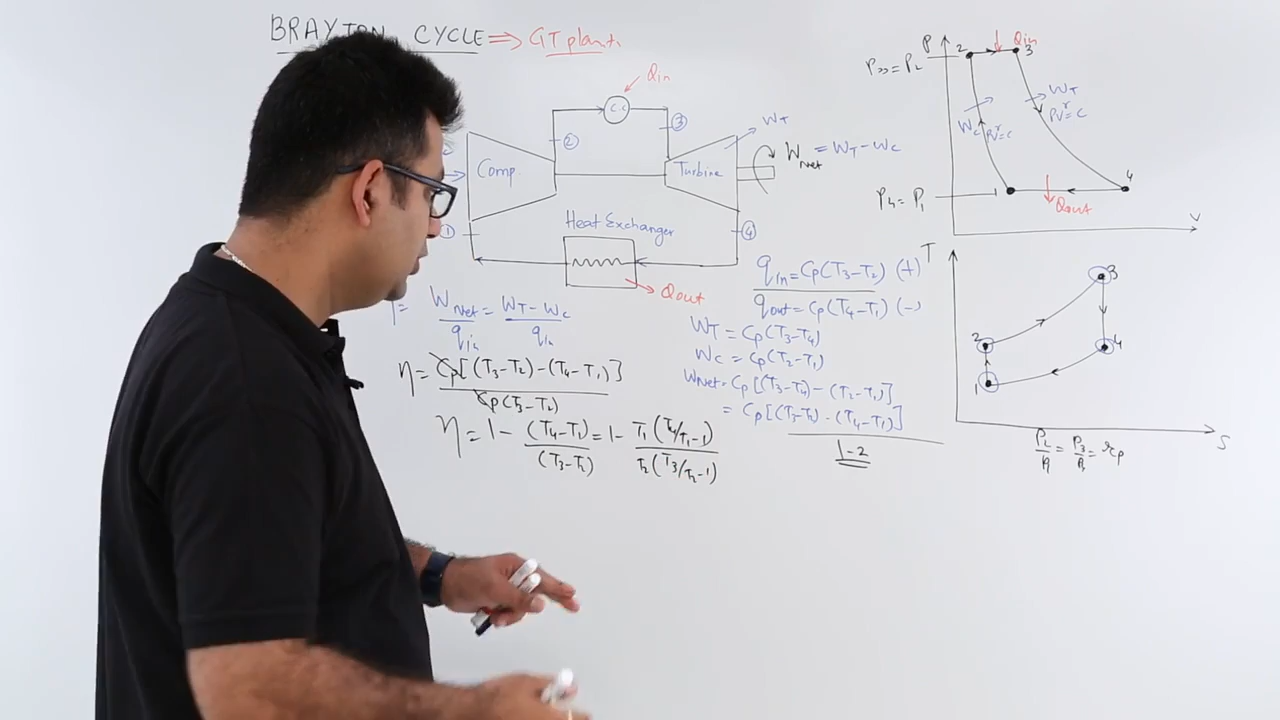 BRAYTON CYCLE ⇒ GT plant
Qin
C.C
②
③
WT
Comp.
Turbine
Wnet = WT - WC
①
④
Heat Exchanger
Qout
P
P3 = P2
2
3
Qin
WC
PV^r = C
WT
PV^r = C
P4 = P1
1
4
Qout
V
T
3
2
4
1
S
P2/P1 = P3/P4 = rp
qin = Cp(T3-T2) (+)
qout = Cp(T4-T1) (-)
WT = Cp(T3-T4)
WC = Cp(T2-T1)
Wnet = Cp[(T3-T4)-(T2-T1)]
= Cp[(T3-T2)-(T4-T1)]
1-2
Wnet/qin = WT-WC/qin
η = Cp[(T3-T2)-(T4-T1)]/Cp(T3-T2)
η = 1 - (T4-T1)/(T3-T2) = 1 - T1(T4/T1-1)/T2(T3/T2-1)